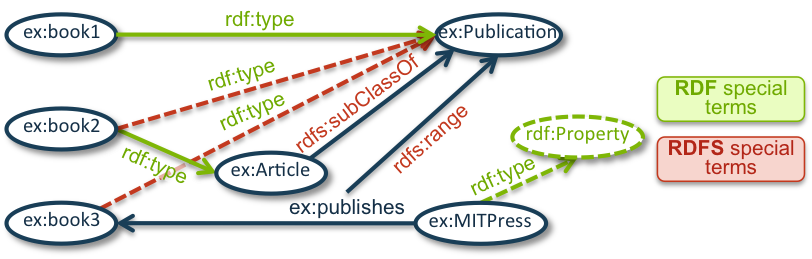 rdf:type
ex:book1
ex:Publication
rdf:type
rdf:type
rdfs:subClassOf
rdfs:range
RDF special
terms
ex:book2
rdf:Property
rdf:type
RDFS special
terms
ex:Article
rdf:type
ex:publishes
ex:book3
ex:MITPress